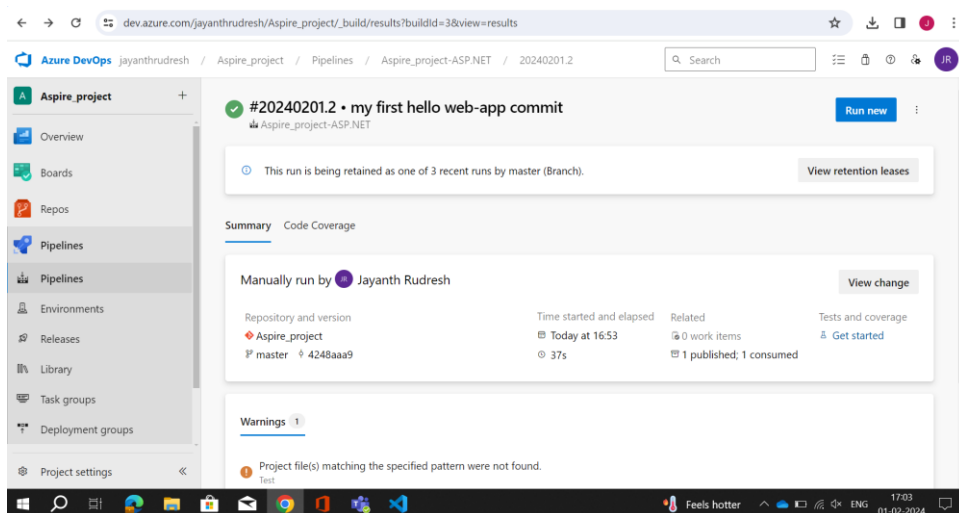 dev.azure.com/jayanthrudresh/Aspire_project/_build/results?buildId=3&view=results
J
Azure DevOps jayanthrudresh / Aspire_project / Pipelines / Aspire_project-ASP.NET / 20240201.2
Search
JR
A Aspire_project +
Overview
Boards
Repos
Pipelines
Pipelines
Environments
Releases
Library
Task groups
Deployment groups
Project settings
#20240201.2 • my first hello web-app commit
Aspire_project-ASP.NET
Run new
This run is being retained as one of 3 recent runs by master (Branch).
View retention leases
Summary Code Coverage
Manually run by JR Jayanth Rudresh
View change
Repository and version
Aspire_project
master 4248aaa9
Time started and elapsed
Today at 16:53
37s
Related
0 work items
1 published; 1 consumed
Tests and coverage
Get started
Warnings 1
Project file(s) matching the specified pattern were not found.
Test
Feels hotter
ENG
17:03
01-02-2024